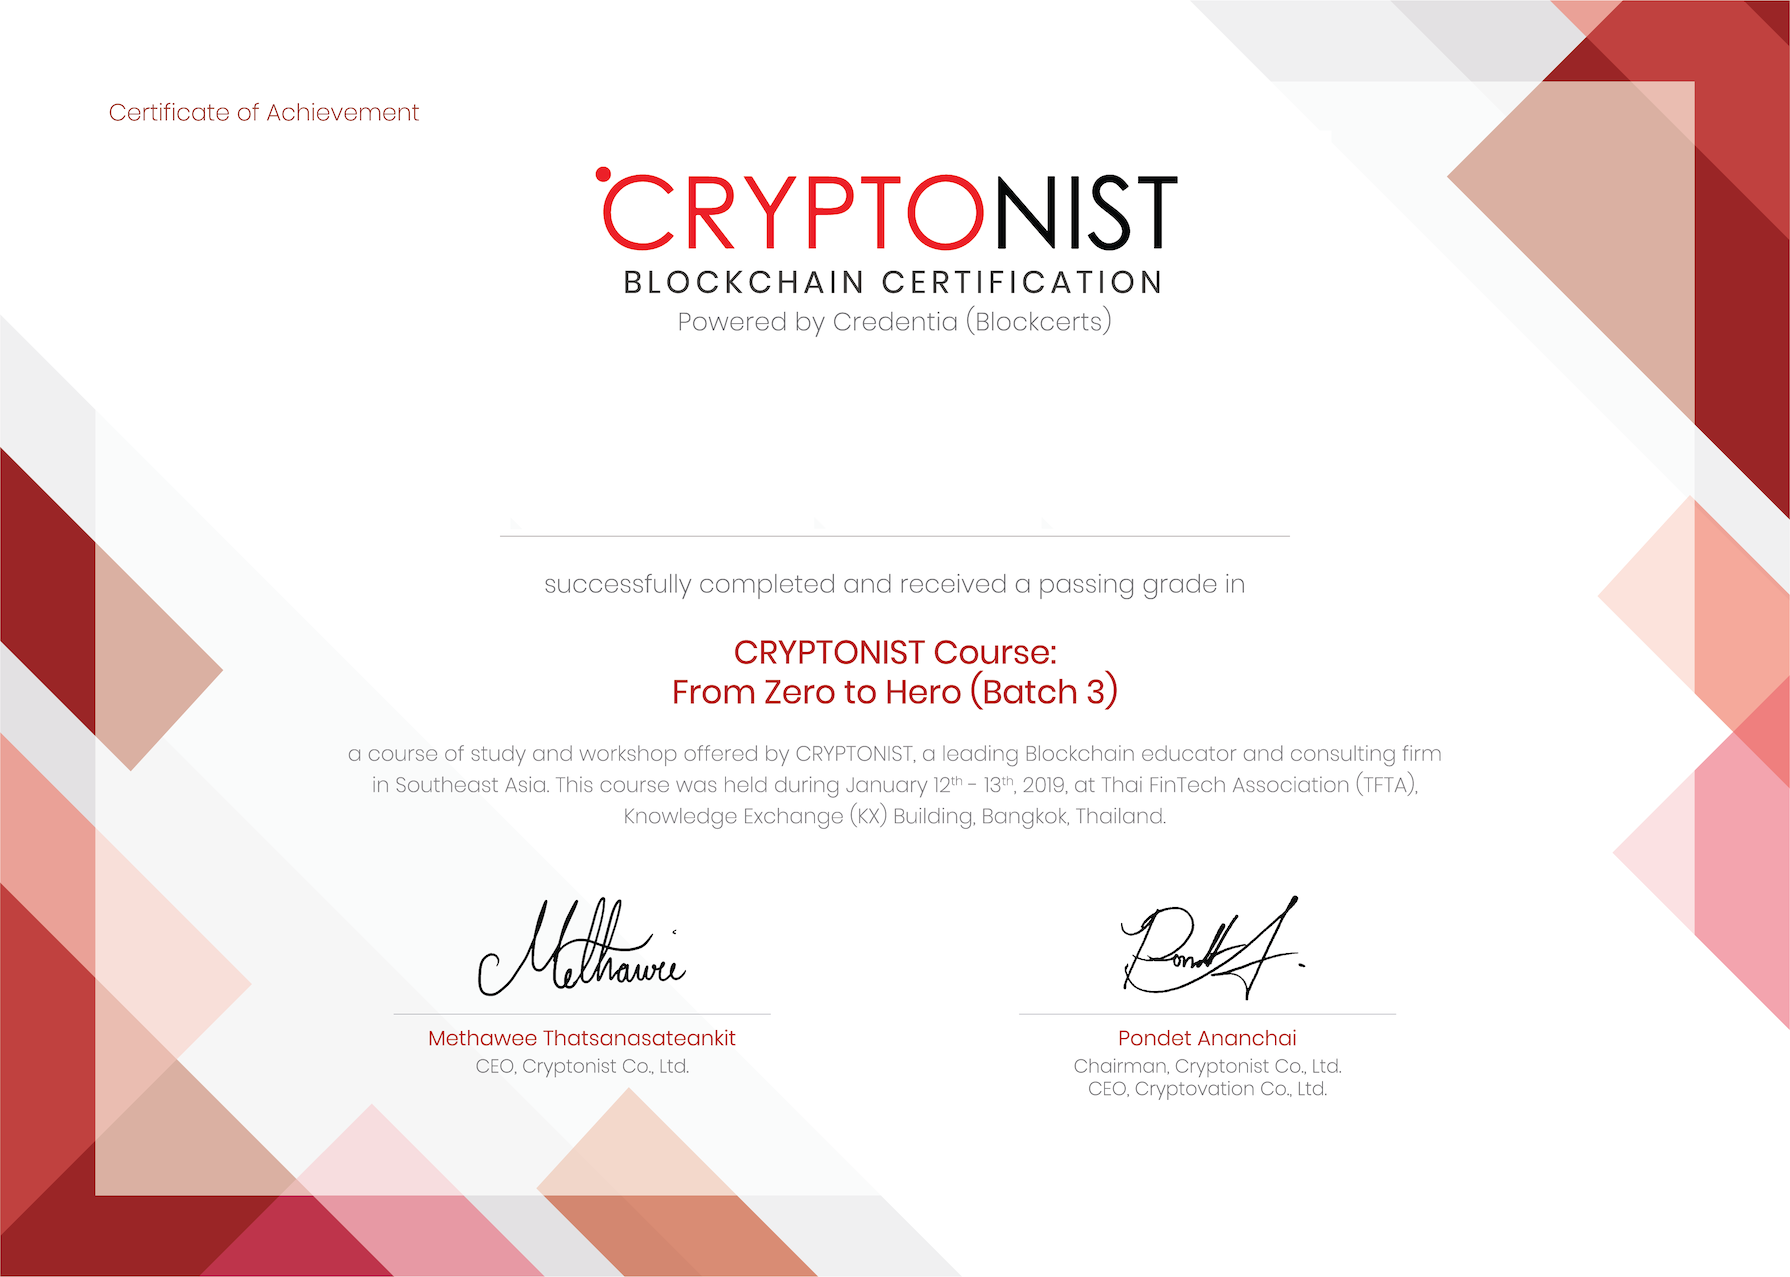 Certificate of Achievement
CRYPTONIST
BLOCKCHAIN CERTIFICATION
Powered by Credentia (Blockcerts)
successfully completed and received a passing grade in
CRYPTONIST Course:
From Zero to Hero (Batch 3)
a course of study and workshop offered by CRYPTONIST, a leading Blockchain educator and consulting firm
in Southeast Asia. This course was held during January 12th - 13th, 2019, at Thai FinTech Association (TFTA),
Knowledge Exchange (KX) Building, Bangkok, Thailand.
Methawee
Pondet A.
Methawee Thatsanasateankit
Pondet Ananchai
CEO, Cryptonist Co., Ltd.
Chairman, Cryptonist Co., Ltd.
CEO, Cryptovation Co., Ltd.